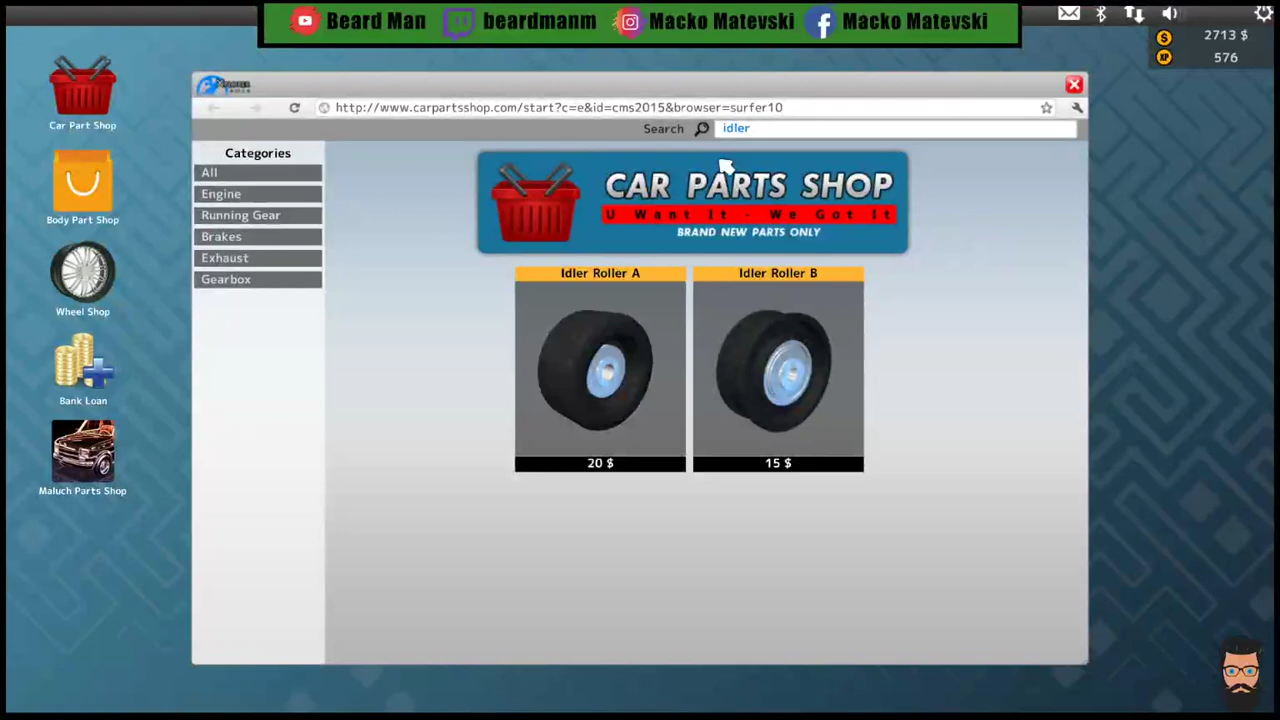 Beard Man beardmanm Macko Matevski Macko Matevski
2713 $
576
Car Part Shop
Body Part Shop
Wheel Shop
Bank Loan
Maluch Parts Shop
http://www.carpartsshop.com/start?c=e&id=cms2015&browser=surfer10
Search idler
Categories
All
Engine
Running Gear
Brakes
Exhaust
Gearbox
CAR PARTS SHOP
U Want It - We Got It
BRAND NEW PARTS ONLY
Idler Roller A
20 $
Idler Roller B
15 $